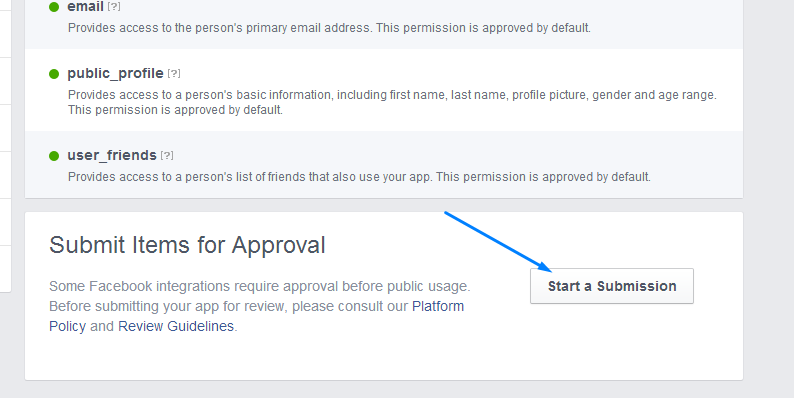 email [?]
Provides access to the person's primary email address. This permission is approved by default.
public_profile [?]
Provides access to a person's basic information, including first name, last name, profile picture, gender and age range.
This permission is approved by default.
user_friends [?]
Provides access to a person's list of friends that also use your app. This permission is approved by default.
Submit Items for Approval
Some Facebook integrations require approval before public usage.
Before submitting your app for review, please consult our Platform
Policy and Review Guidelines.
Start a Submission